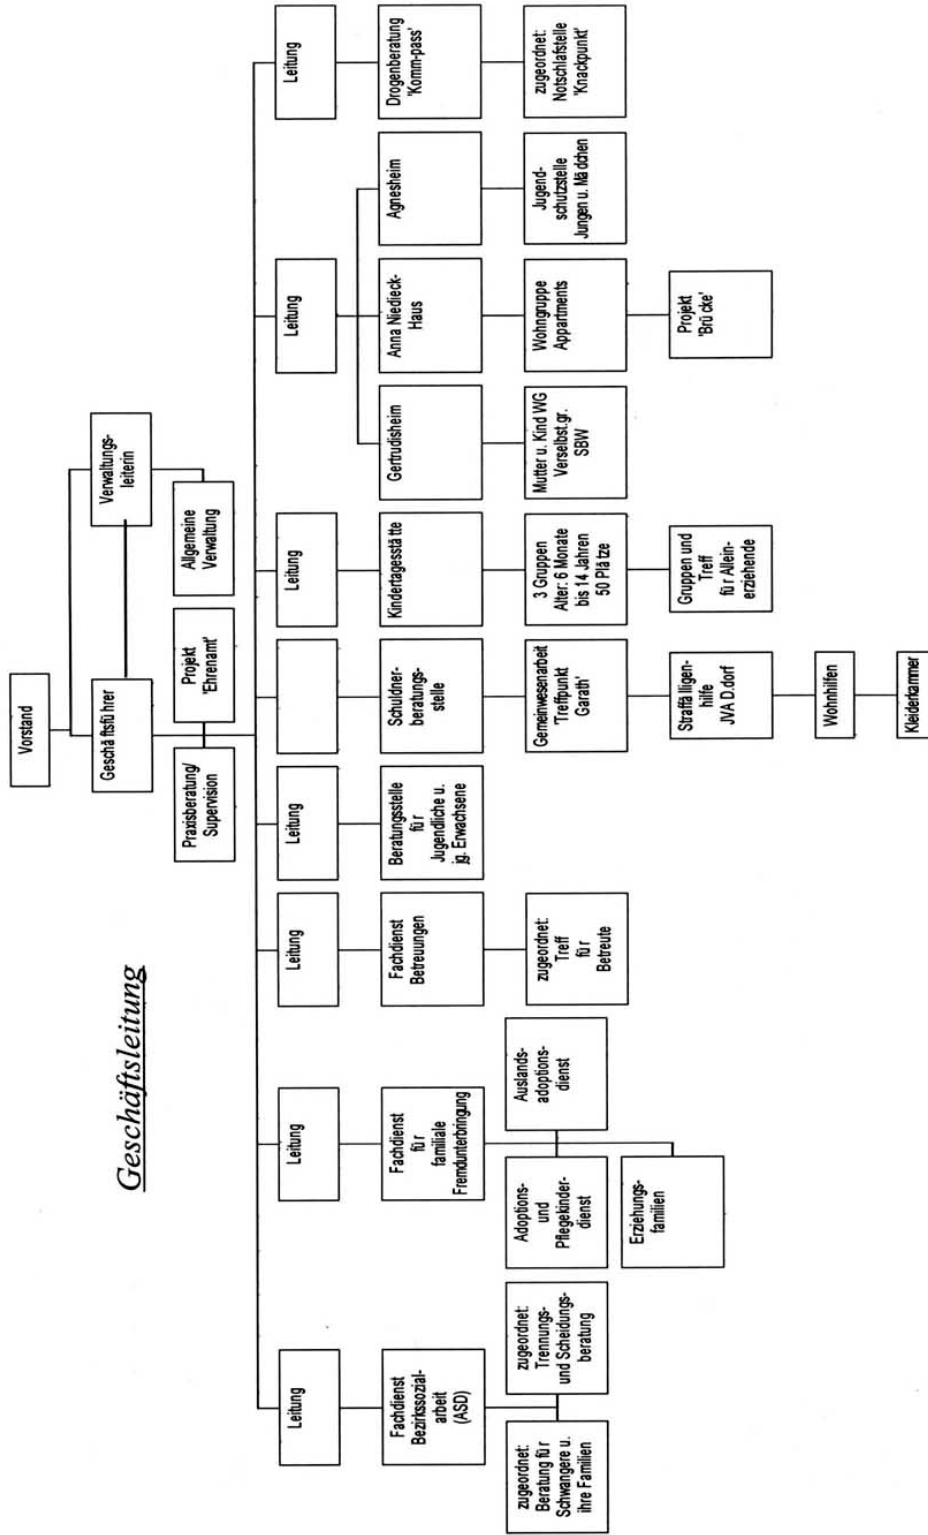 Geschäftsleitung
Vorstand
Geschäftsführer
Verwaltungs-
leiterin
Praxisberatung/
Supervision
Projekt
'Ehrenamt'
Allgemeine
Verwaltung
Leitung
Fachdienst
Bezirkssozial-
arbeit
(ASD)
zugeordnet:
Beratung für
Schwangere u.
ihre Familien
zugeordnet:
Trennungs-
und Scheidungs-
beratung
Leitung
Fachdienst
für
familiale
Fremdunterbringung
Adoptions-
und
Pflegekinder-
dienst
Auslands-
adoptions-
dienst
Erziehungs-
familien
Leitung
Fachdienst
Betreuungen
zugeordnet:
Treff
für
Betreute
Leitung
Beratungsstelle
für
Jugendliche u.
jg. Erwachsene
Schuldner-
beratungs-
stelle
Gemeinwesenarbeit
'Treffpunkt
Garath'
Straffälligen-
hilfe
JVA D.dorf
Wohnhilfen
Kleiderkammer
Leitung
Kindertagesstätte
3 Gruppen
Alter: 6 Monate
bis 14 Jahren
50 Plätze
Gruppen und
Treff
für Allein-
erziehende
Leitung
Gertrudisheim
Mutter u. Kind WG
Verselbst.gr.
SBW
Anna Niedieck-
Haus
Wohngruppe
Appartments
Projekt
'Brücke'
Agnesheim
Jugend-
schutzstelle
Jungen u. Mädchen
Leitung
Drogenberatung
'Komm-pass'
zugeordnet:
Notschlafstelle
'Knackpunkt'